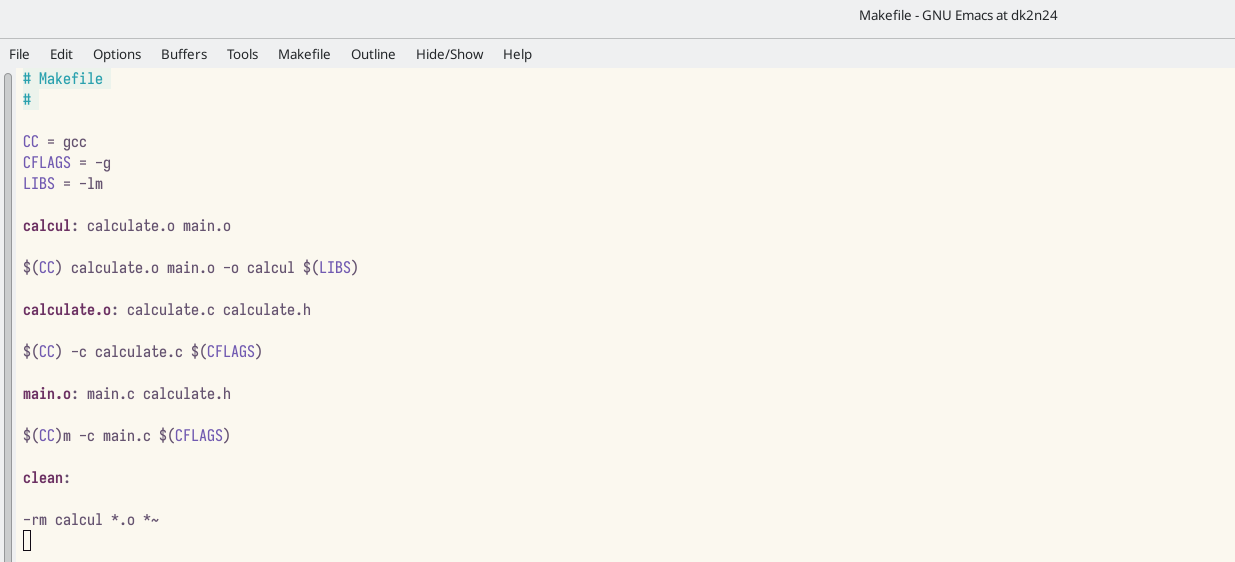 Makefile - GNU Emacs at dk2n24
File Edit Options Buffers Tools Makefile Outline Hide/Show Help
# Makefile
#
CC = gcc
CFLAGS = -g
LIBS = -lm
calcul: calculate.o main.o
$(CC) calculate.o main.o -o calcul $(LIBS)
calculate.o: calculate.c calculate.h
$(CC) -c calculate.c $(CFLAGS)
main.o: main.c calculate.h
$(CC)m -c main.c $(CFLAGS)
clean:
-rm calcul *.o *~